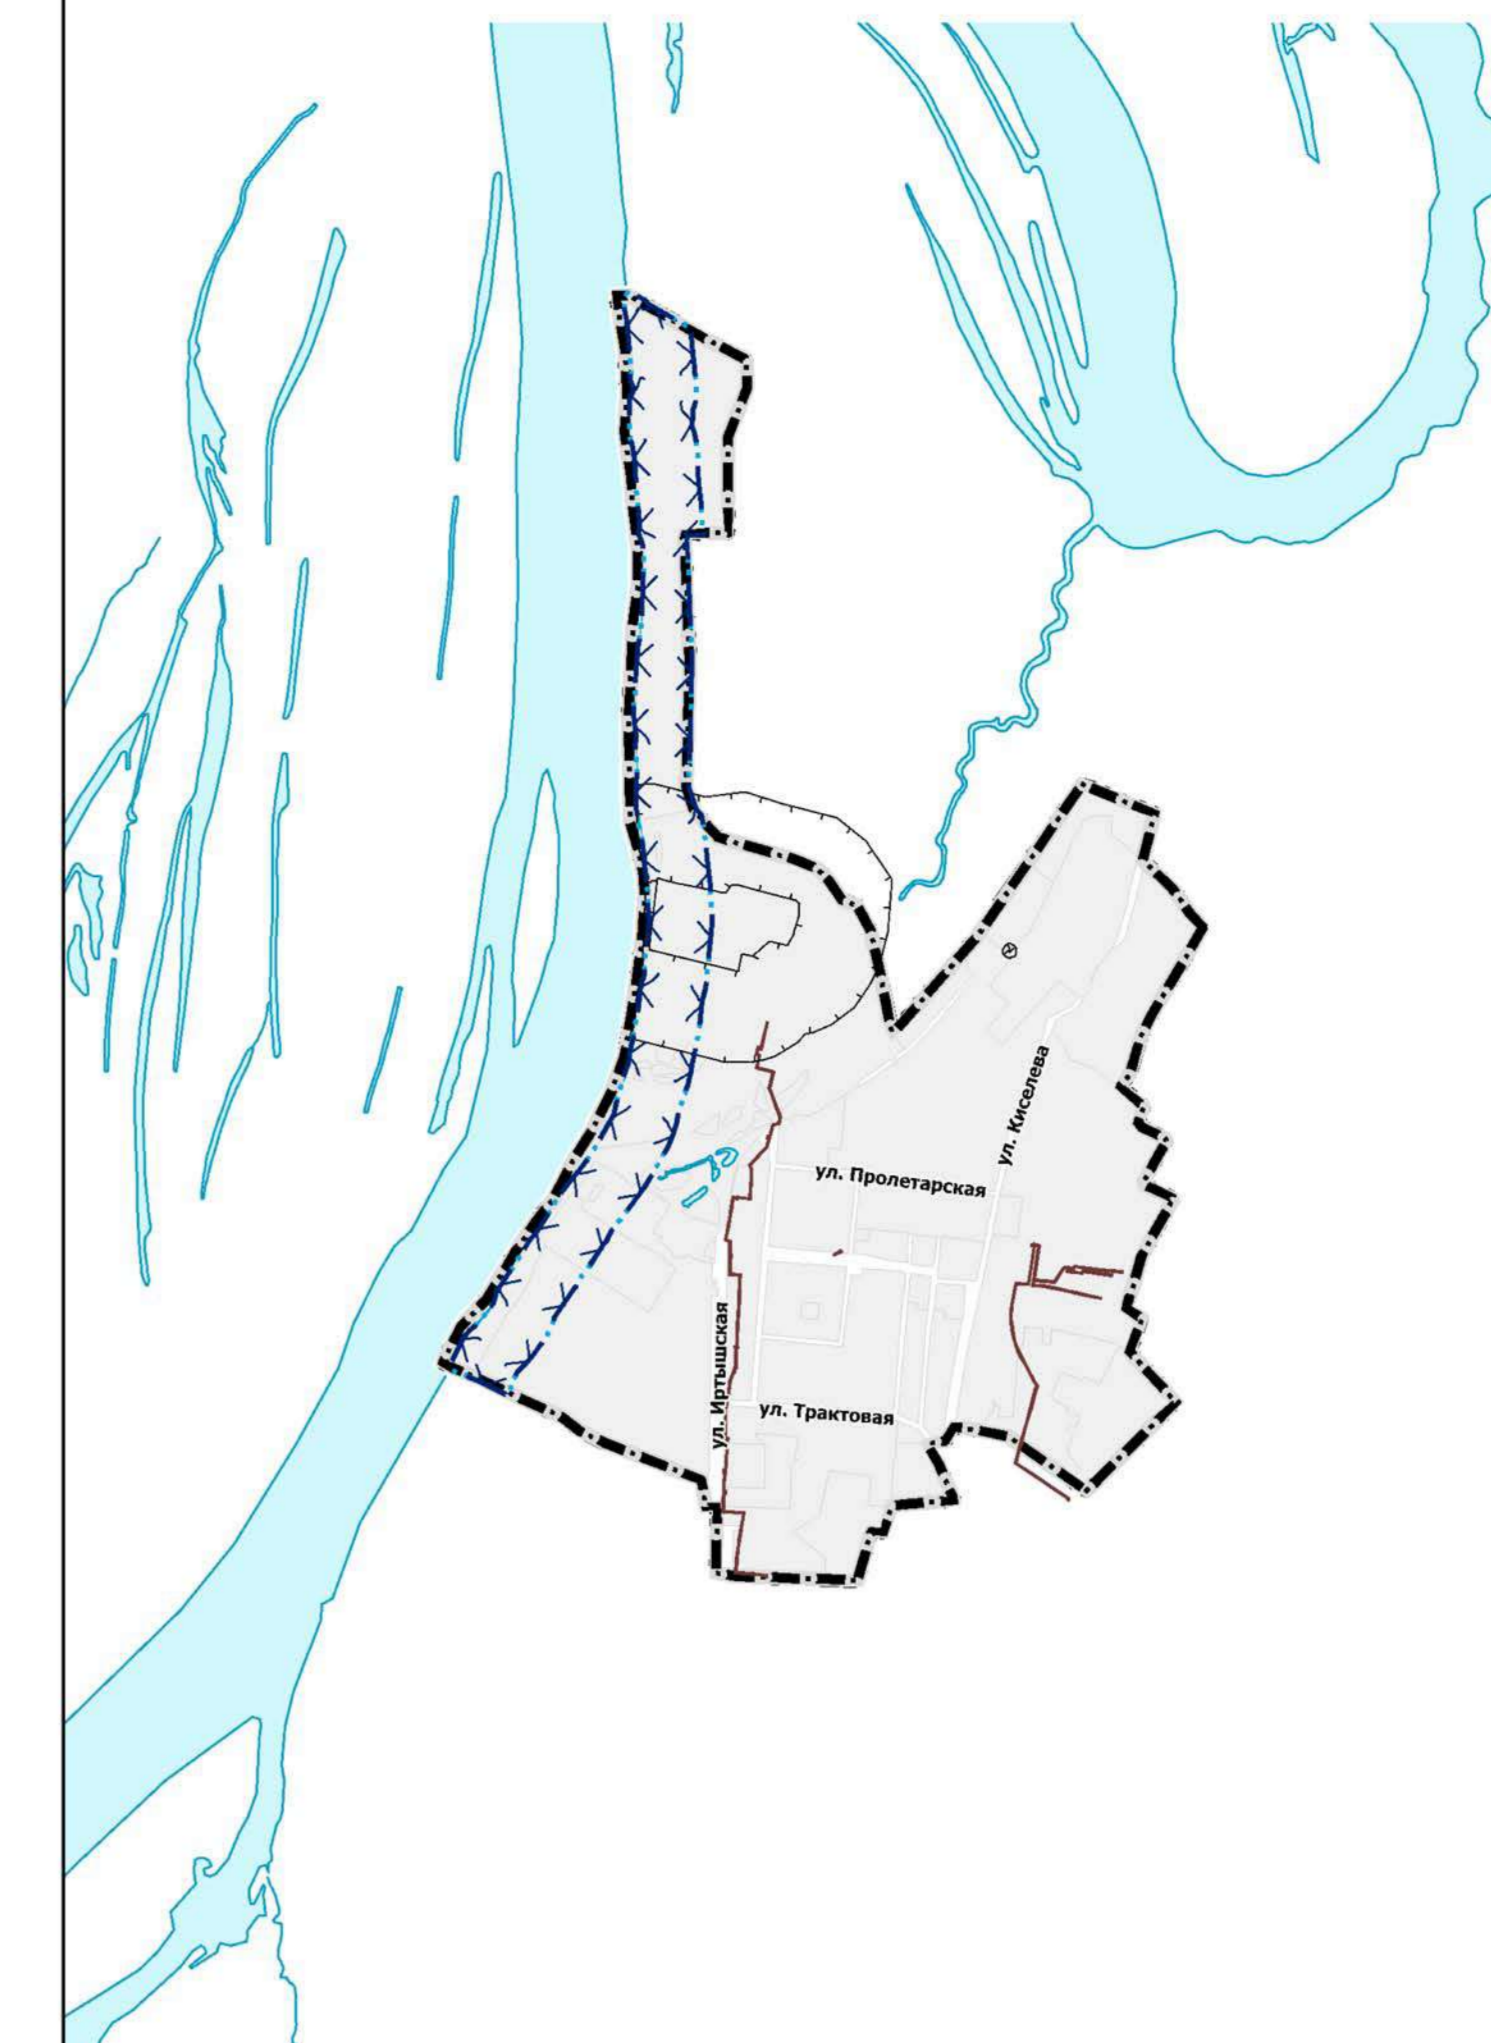 ул. Киселева
ул. Пролетарская
ул. Иртышская
ул. Трактовая